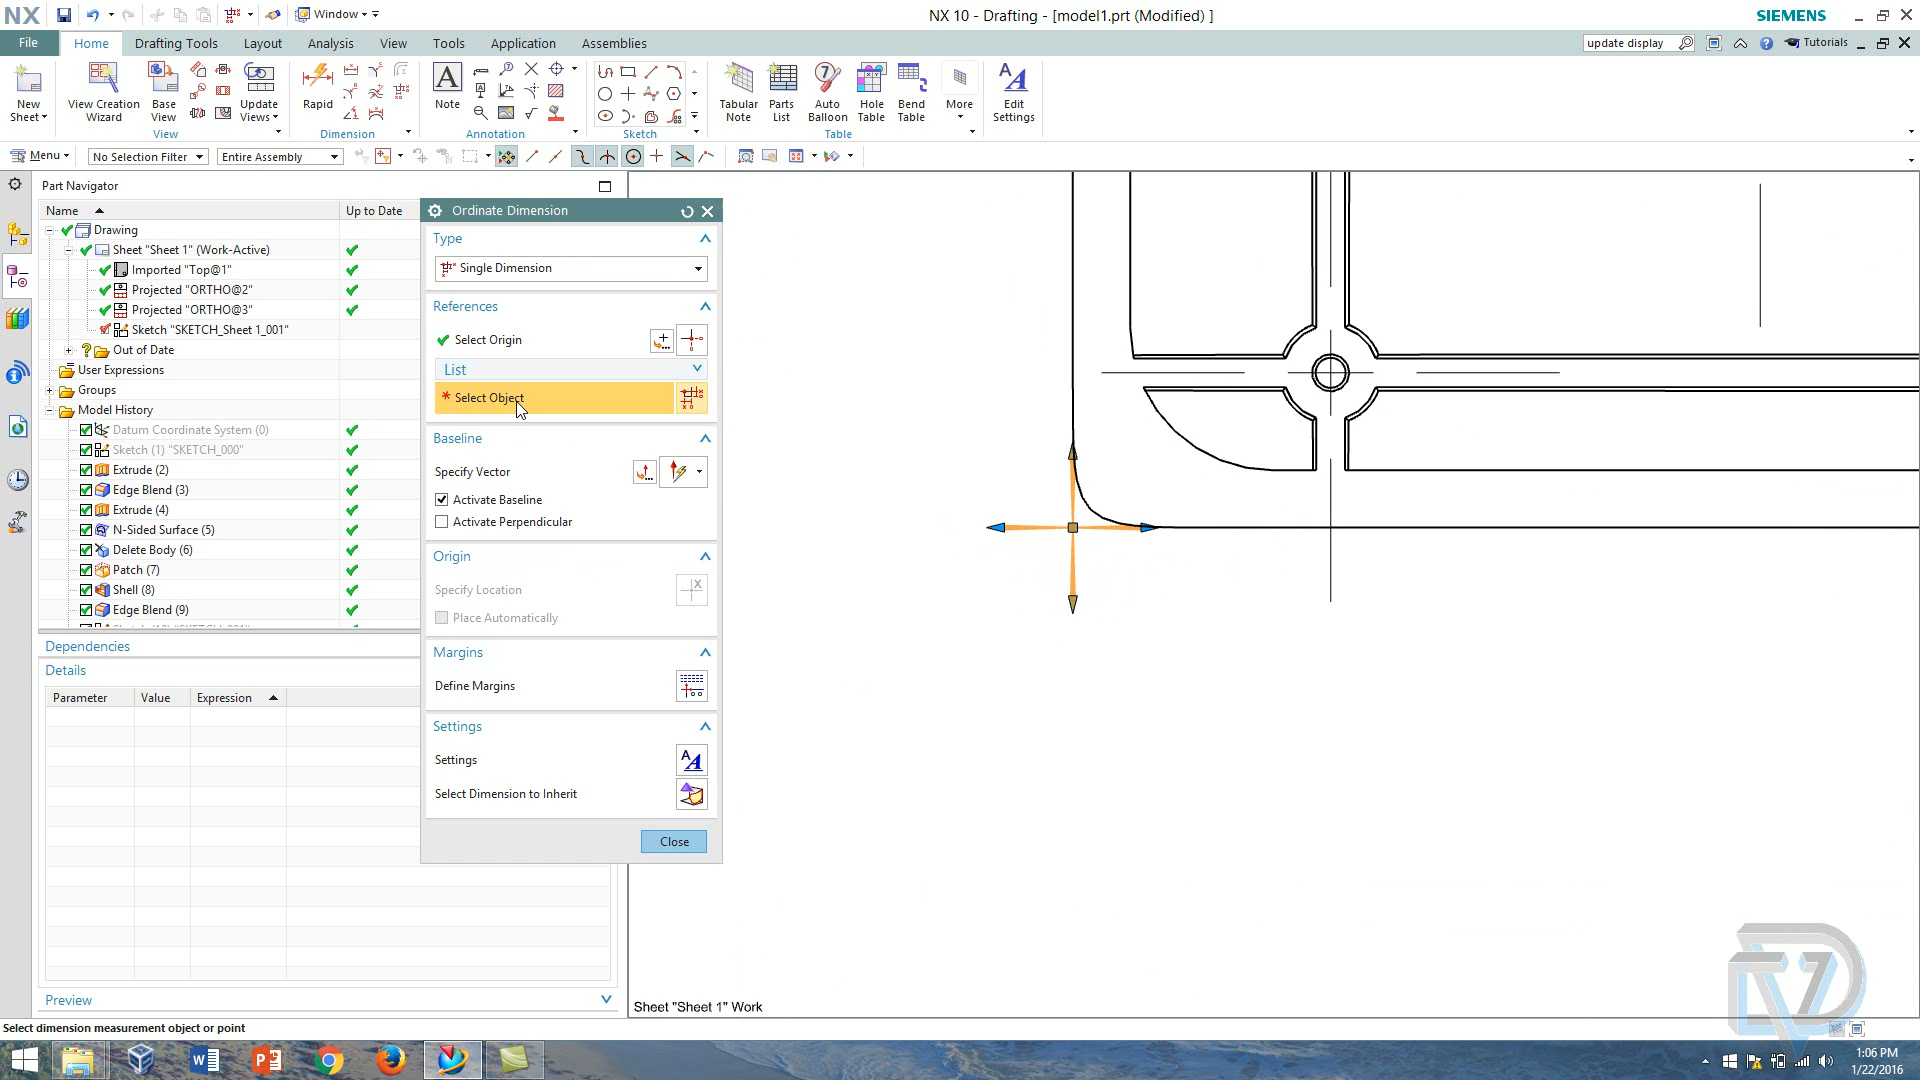 NX
Window
NX 10 - Drafting - [model1.prt (Modified) ]
SIEMENS
File
Home
Drafting Tools
Layout
Analysis
View
Tools
Application
Assemblies
update display
Tutorials
New Sheet
View Creation Wizard
Base View
Update Views
Rapid
Note
Tabular Note
Parts List
Auto Balloon
Hole Table
Bend Table
More
Edit Settings
View
Dimension
Annotation
Sketch
Table
Menu
No Selection Filter
Entire Assembly
Part Navigator
Name
Up to Date
Drawing
Sheet "Sheet 1" (Work-Active)
Imported "Top@1"
Projected "ORTHO@2"
Projected "ORTHO@3"
Sketch "SKETCH_Sheet 1_001"
Out of Date
User Expressions
Groups
Model History
Datum Coordinate System (0)
Sketch (1) "SKETCH_000"
Extrude (2)
Edge Blend (3)
Extrude (4)
N-Sided Surface (5)
Delete Body (6)
Patch (7)
Shell (8)
Edge Blend (9)
Dependencies
Details
Parameter
Value
Expression
Preview
Ordinate Dimension
Type
Single Dimension
References
Select Origin
List
* Select Object
Baseline
Specify Vector
Activate Baseline
Activate Perpendicular
Origin
Specify Location
Place Automatically
Margins
Define Margins
Settings
Settings
Select Dimension to Inherit
Close
Sheet "Sheet 1" Work
Select dimension measurement object or point
1:06 PM
1/22/2016